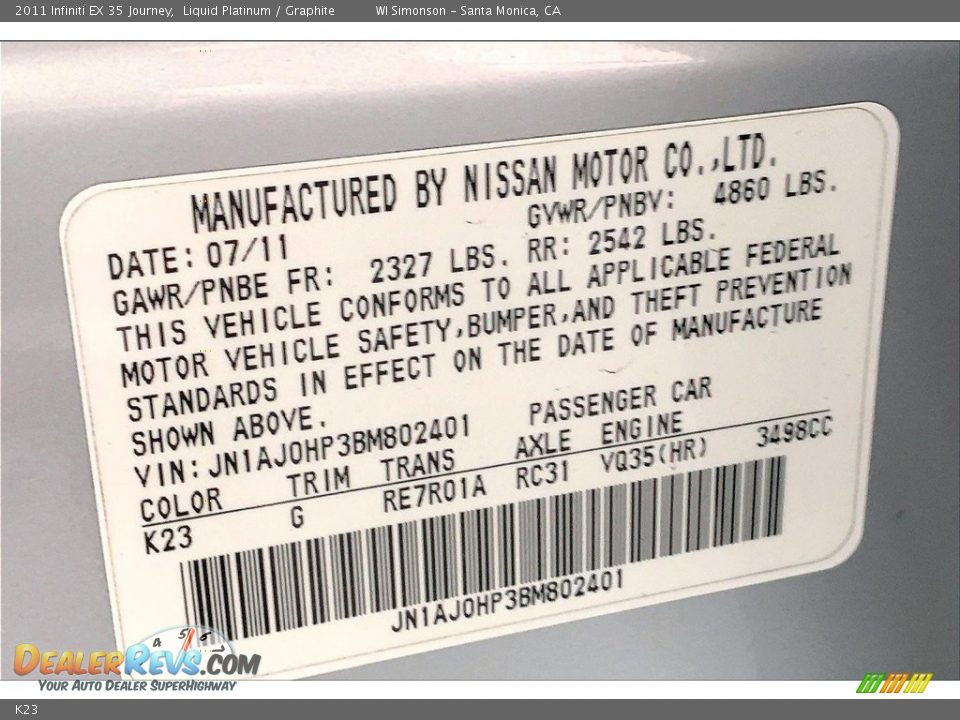 2011 Infiniti EX 35 Journey, Liquid Platinum / Graphite WI Simonson - Santa Monica, CA
MANUFACTURED BY NISSAN MOTOR CO.,LTD.
DATE: 07/11 GVWR/PNBV: 4860 LBS.
GAWR/PNBE FR: 2327 LBS. RR: 2542 LBS.
THIS VEHICLE CONFORMS TO ALL APPLICABLE FEDERAL
MOTOR VEHICLE SAFETY,BUMPER,AND THEFT PREVENTION
STANDARDS IN EFFECT ON THE DATE OF MANUFACTURE
SHOWN ABOVE.
VIN: JN1AJ0HP3BM802401 PASSENGER CAR
COLOR TRIM TRANS AXLE ENGINE
K23 G RE7R01A RC31 VQ35(HR) 3498CC
JN1AJ0HP3BM802401
4 5 6
DEALERREVS.COM
YOUR AUTO DEALER SUPERHIGHWAY
K23